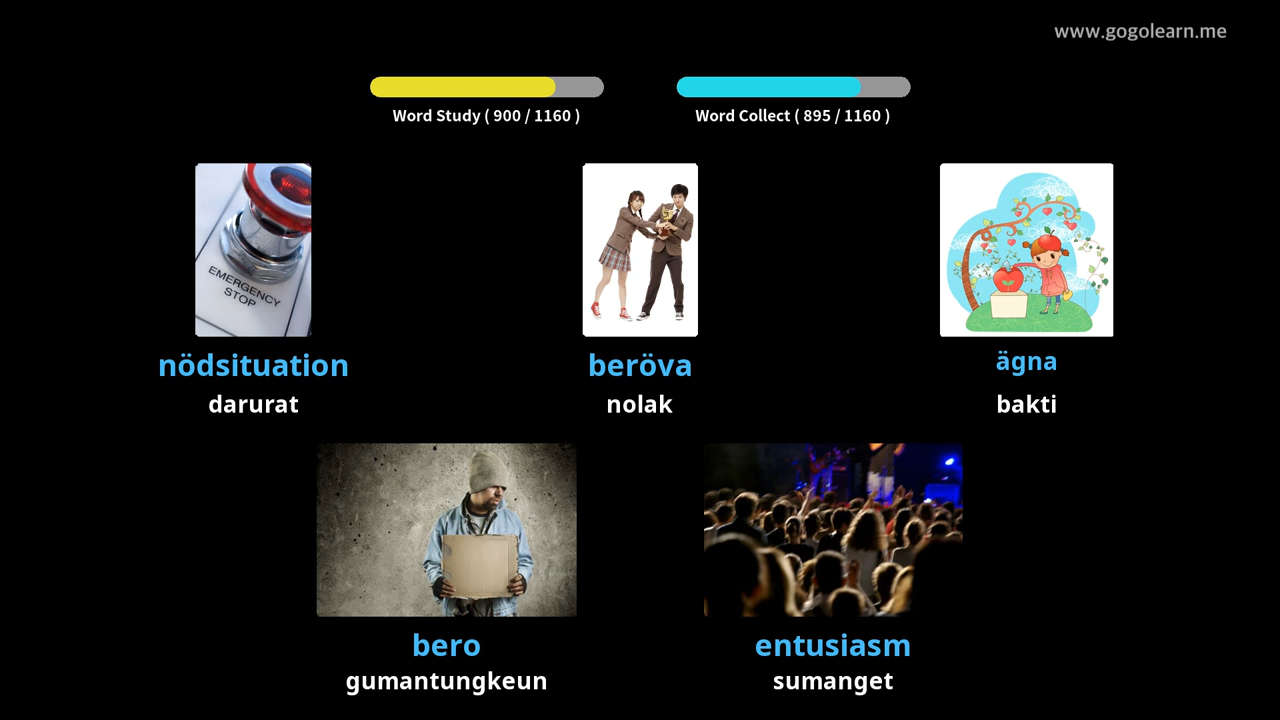 www.gogolearn.me
Word Study ( 900 / 1160 )
Word Collect ( 895 / 1160 )
EMERGENCY
STOP
nödsituation
beröva
ägna
darurat
nolak
bakti
bero
entusiasm
gumantungkeun
sumanget